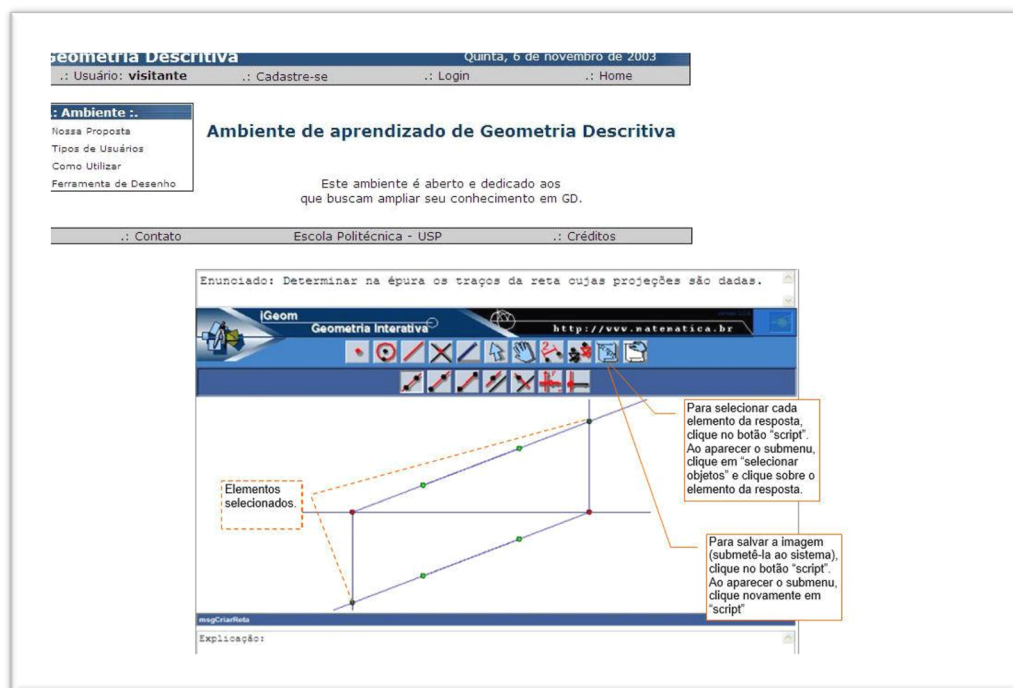 Geometria Descritiva
Quinta, 6 de novembro de 2003
.: Usuário: visitante .: Cadastre-se .: Login .: Home
.: Ambiente :.
Nossa Proposta
Tipos de Usuários
Como Utilizar
Ferramenta de Desenho
Ambiente de aprendizado de Geometria Descritiva
Este ambiente é aberto e dedicado aos
que buscam ampliar seu conhecimento em GD.
.: Contato Escola Politécnica - USP .: Créditos
Enunciado: Determinar na épura os traços da reta cujas projeções são dadas.
iGeom
Geometria Interativa
http://www.matematica.br
Para selecionar cada
elemento da resposta,
clique no botão “script”.
Ao aparecer o submenu,
clique em “selecionar
objetos” e clique sobre o
elemento da resposta.
Elementos
selecionados.
Para salvar a imagem
(submetê-la ao sistema),
clique no botão “script”.
Ao aparecer o submenu,
clique novamente em
“script”
msgCriarReta
Explicação: